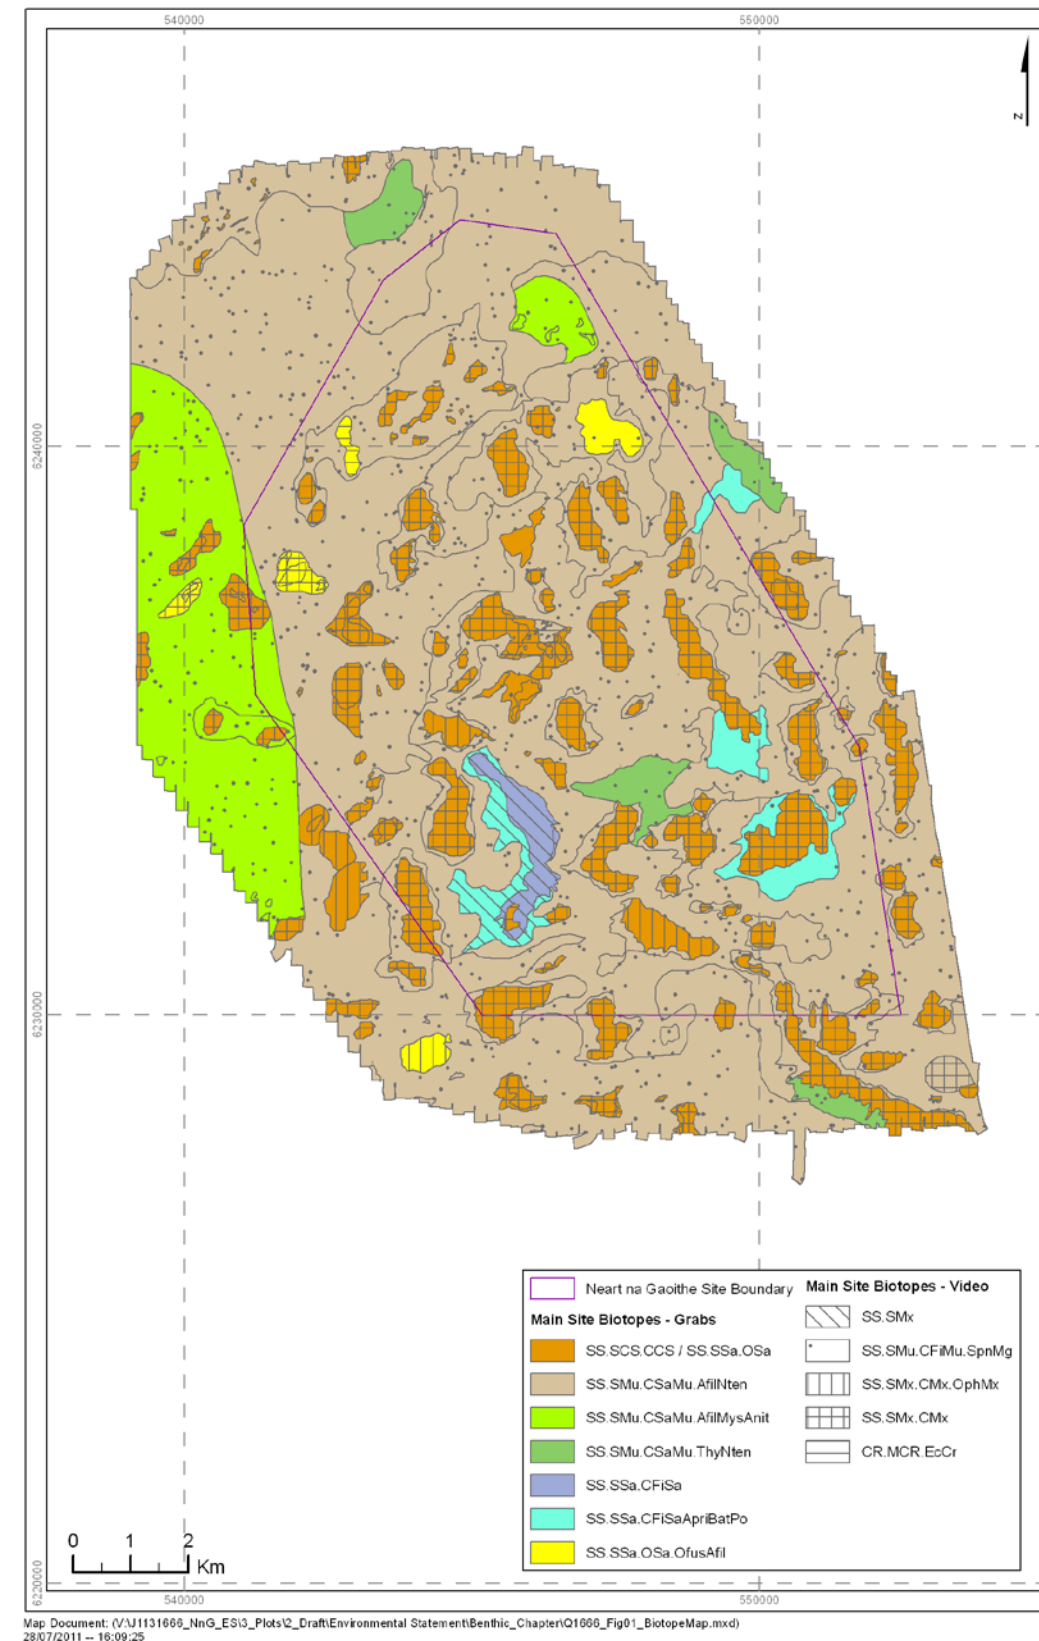 540000
550000
N
6240000
6230000
6220000
Neart na Gaoithe Site Boundary
Main Site Biotopes - Grabs
SS.SCS.CCS / SS.SSa.OSa
SS.SMu.CSaMu.AfilNten
SS.SMu.CSaMu.AfilMysAnit
SS.SMu.CSaMu.ThyNten
SS.SSa.CFiSa
SS.SSa.CFiSaApriBatPo
SS.SSa.OSa.OfusAfil
Main Site Biotopes - Video
SS.SMx
SS.SMu.CFiMu.SpnMg
SS.SMx.CMx.OphMx
SS.SMx.CMx
CR.MCR.EcCr
0 1 2
Km
540000
550000
Map Document: (V:\J1131666_NnG_ES\3_Plots\2_Draft\Environmental Statement\Benthic_Chapter\Q1666_Fig01_BiotopeMap.mxd)
28/07/2011 -- 16:09:25